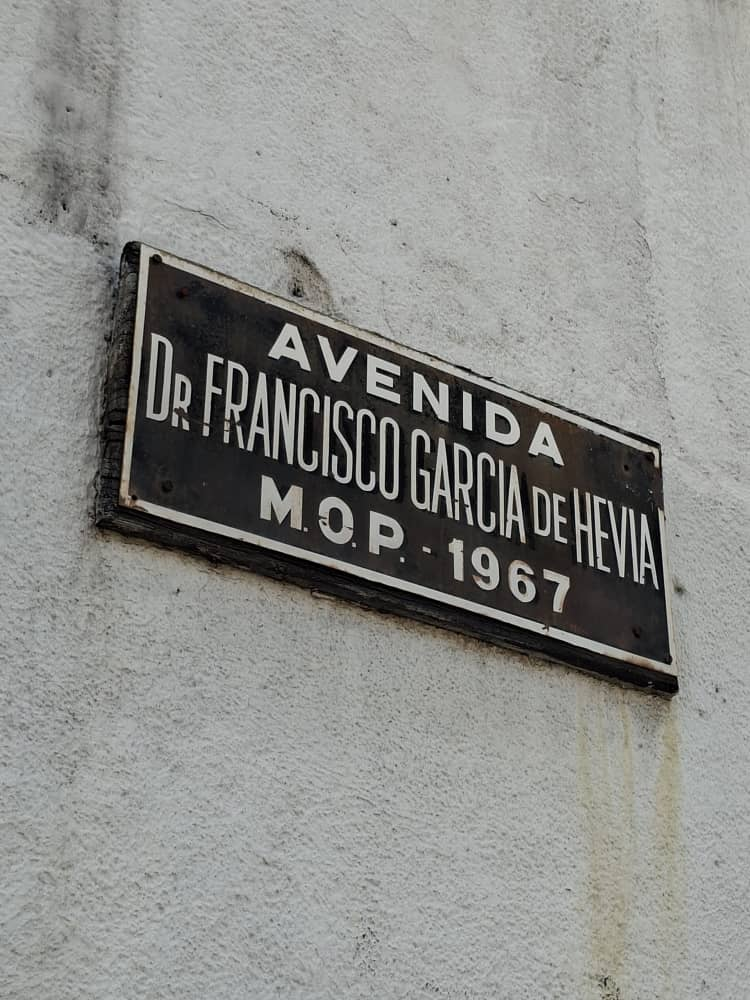 AVENIDA
DR FRANCISCO GARCIA DE HEVIA
M.O.P. - 1967